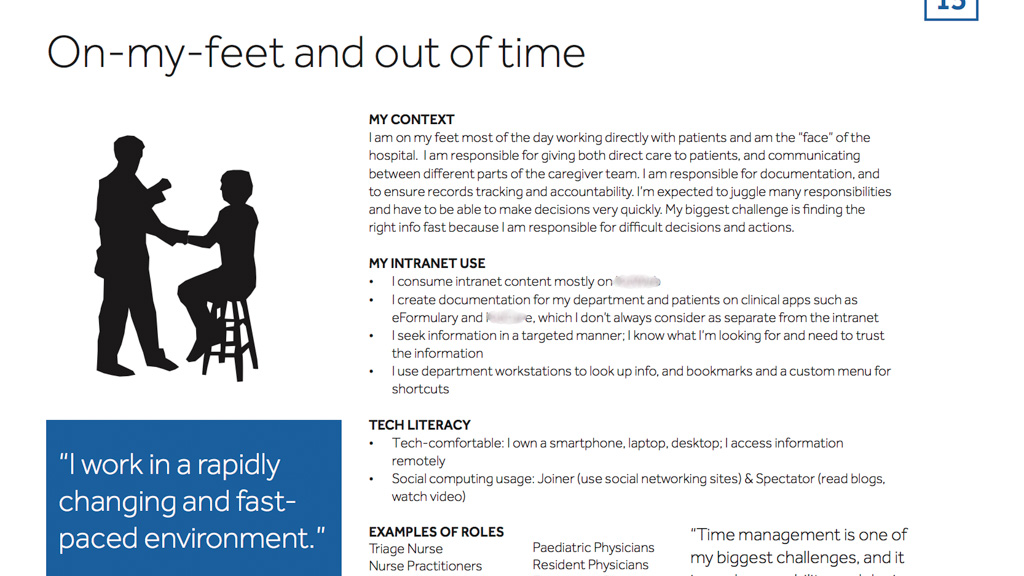 15
On-my-feet and out of time
MY CONTEXT
I am on my feet most of the day working directly with patients and am the “face” of the
hospital. I am responsible for giving both direct care to patients, and communicating
between different parts of the caregiver team. I am responsible for documentation, and
to ensure records tracking and accountability. I’m expected to juggle many responsibilities
and have to be able to make decisions very quickly. My biggest challenge is finding the
right info fast because I am responsible for difficult decisions and actions.
MY INTRANET USE
• I consume intranet content mostly on
• I create documentation for my department and patients on clinical apps such as
eFormulary and , which I don’t always consider as separate from the intranet
• I seek information in a targeted manner; I know what I’m looking for and need to trust
the information
• I use department workstations to look up info, and bookmarks and a custom menu for
shortcuts
TECH LITERACY
• Tech-comfortable: I own a smartphone, laptop, desktop; I access information
remotely
• Social computing usage: Joiner (use social networking sites) & Spectator (read blogs,
watch video)
“I work in a rapidly
changing and fast-
paced environment.”
EXAMPLES OF ROLES
Triage Nurse
Nurse Practitioners
Paediatric Physicians
Resident Physicians
“Time management is one of
my biggest challenges, and it